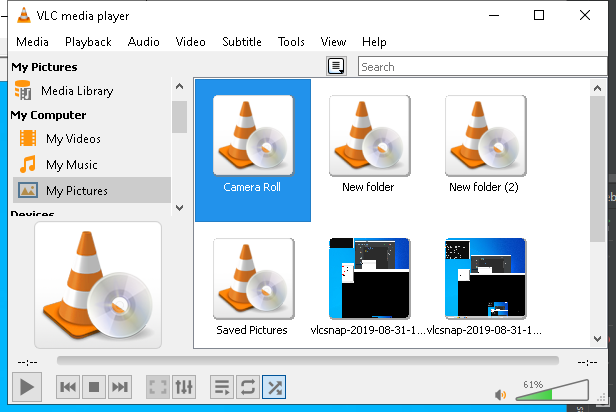 VLC media player
Media Playback Audio Video Subtitle Tools View Help
My Pictures
Search
Media Library
My Computer
My Videos
My Music
My Pictures
Devices
Camera Roll
New folder
New folder (2)
Saved Pictures
vlcsnap-2019-08-31-1...
vlcsnap-2019-08-31-1...
--:--
--:--
61%